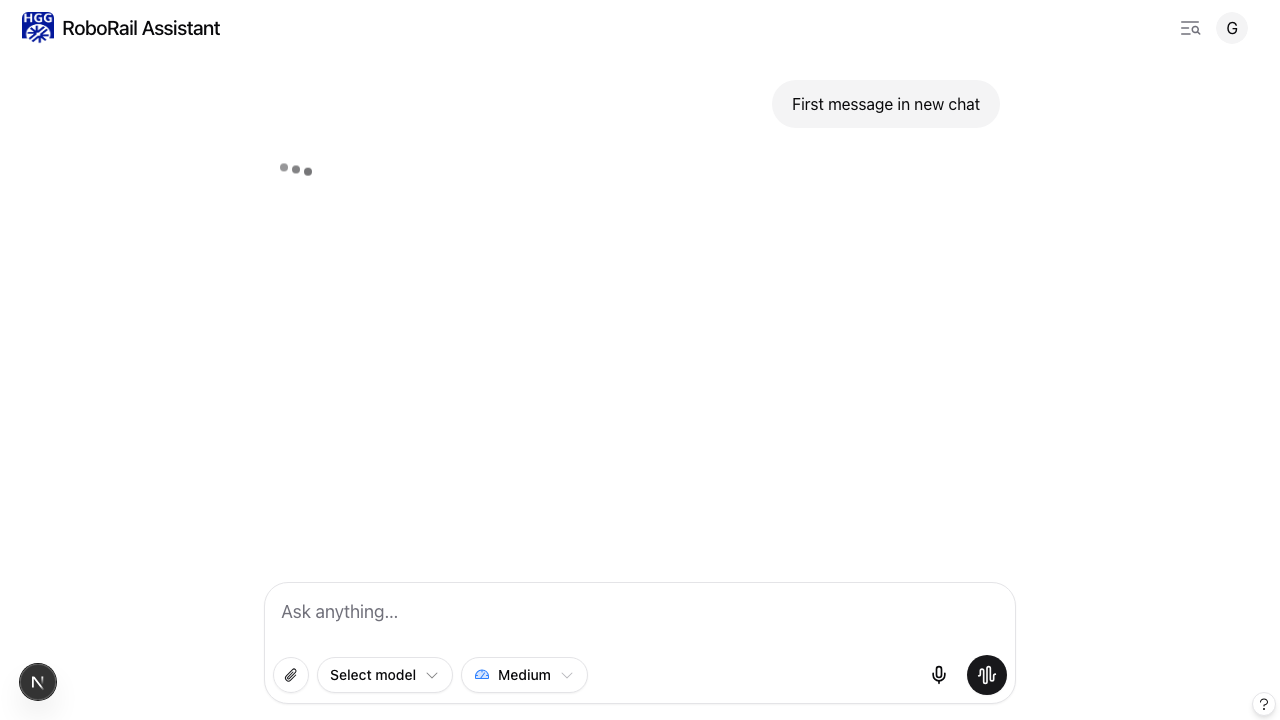 HGG
RoboRail Assistant
G
First message in new chat
Ask anything...
Select model
Medium
N
?